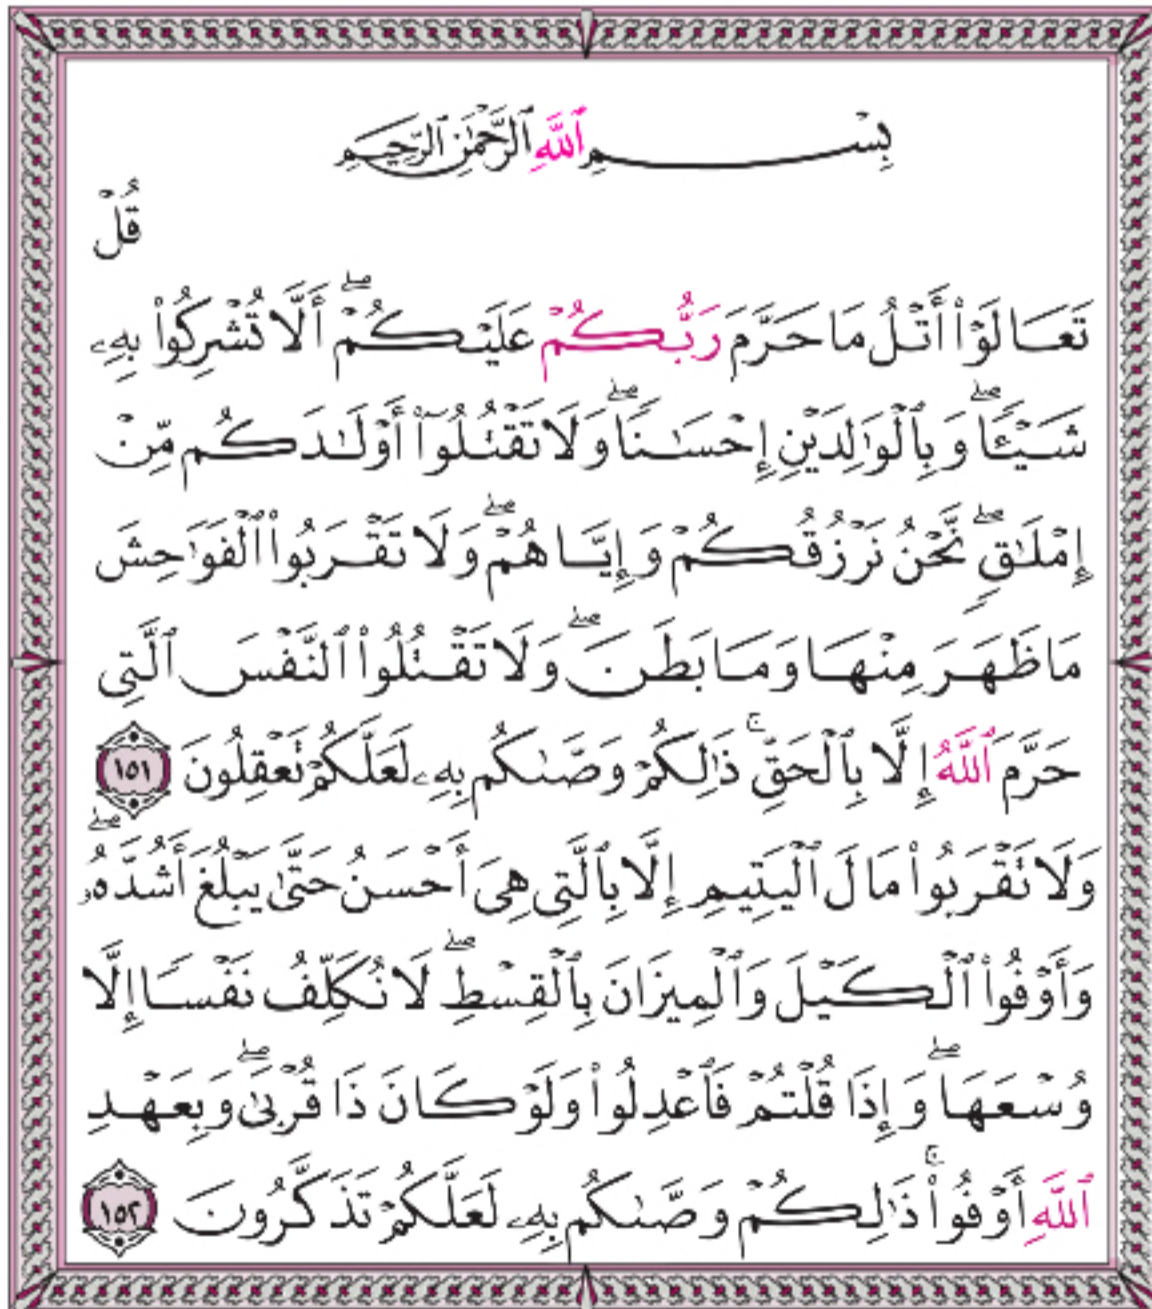 بِسْمِ ٱللَّهِ ٱلرَّحْمَٰنِ ٱلرَّحِيمِ
قُلْ
تَعَالَوْا۟ أَتْلُ مَا حَرَّمَ رَبُّكُمْ عَلَيْكُمْ ۖ أَلَّا تُشْرِكُوا۟ بِهِۦ
شَيْـًٔا ۖ وَبِٱلْوَٰلِدَيْنِ إِحْسَـٰنًا ۖ وَلَا تَقْتُلُوٓا۟ أَوْلَـٰدَكُم مِّنْ
إِمْلَـٰقٍ ۖ نَّحْنُ نَرْزُقُكُمْ وَإِيَّاهُمْ ۖ وَلَا تَقْرَبُوا۟ ٱلْفَوَٰحِشَ
مَا ظَهَرَ مِنْهَا وَمَا بَطَنَ ۖ وَلَا تَقْتُلُوا۟ ٱلنَّفْسَ ٱلَّتِى
حَرَّمَ ٱللَّهُ إِلَّا بِٱلْحَقِّ ۚ ذَٰلِكُمْ وَصَّىٰكُم بِهِۦ لَعَلَّكُمْ تَعْقِلُونَ ١٥١
وَلَا تَقْرَبُوا۟ مَالَ ٱلْيَتِيمِ إِلَّا بِٱلَّتِى هِىَ أَحْسَنُ حَتَّىٰ يَبْلُغَ أَشُدَّهُۥ ۖ
وَأَوْفُوا۟ ٱلْكَيْلَ وَٱلْمِيزَانَ بِٱلْقِسْطِ ۖ لَا نُكَلِّفُ نَفْسًا إِلَّا
وُسْعَهَا ۖ وَإِذَا قُلْتُمْ فَٱعْدِلُوا۟ وَلَوْ كَانَ ذَا قُرْبَىٰ ۖ وَبِعَهْدِ
ٱللَّهِ أَوْفُوا۟ ۚ ذَٰلِكُمْ وَصَّىٰكُم بِهِۦ لَعَلَّكُمْ تَذَكَّرُونَ ١٥٢